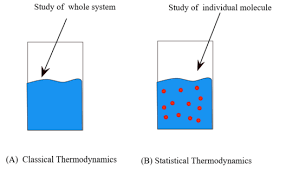 Study of whole system
Study of individual molecule
(A) Classical Thermodynamics
(B) Statistical Thermodynamics